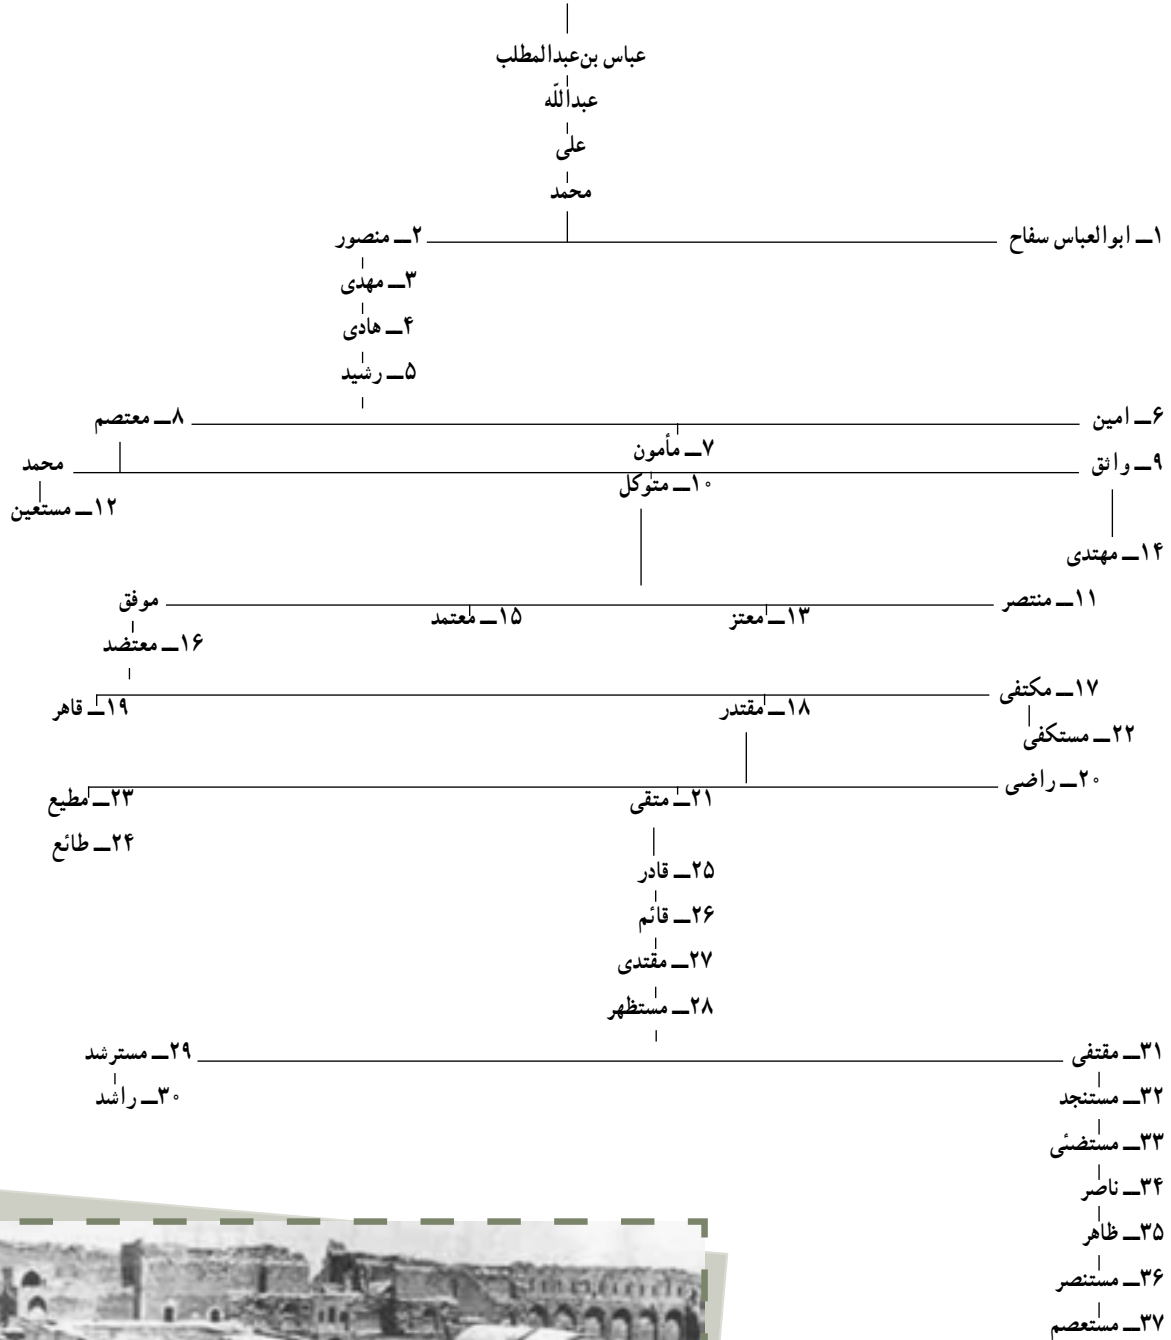 عباس بن‌عبدالمطلب
عبداللّه
علی
محمد
۱ــ ابوالعباس سفاح ۲ــ منصور
۳ــ مهدی
۴ــ هادی
۵ــ رشید
۶ــ امین ۸ــ معتصم
۷ــ مأمون
۹ــ واثق محمد
۱۰ــ متوکل
۱۲ــ مستعین
۱۴ــ مهتدی
۱۱ــ منتصر موفق
۱۳ــ معتز ۱۵ــ معتمد
۱۶ــ معتضد
۱۷ــ مکتفی
۱۸ــ مقتدر ۱۹ــ قاهر
۲۲ــ مستکفی
۲۰ــ راضی
۲۱ــ متقی ۲۳ــ مطیع
۲۴ــ طائع
۲۵ــ قادر
۲۶ــ قائم
۲۷ــ مقتدی
۲۸ــ مستظهر
۳۱ــ مقتفی ۲۹ــ مسترشد
۳۲ــ مستنجد ۳۰ــ راشد
۳۳ــ مستضئی
۳۴ــ ناصر
۳۵ــ ظاهر
۳۶ــ مستنصر
۳۷ــ مستعصم